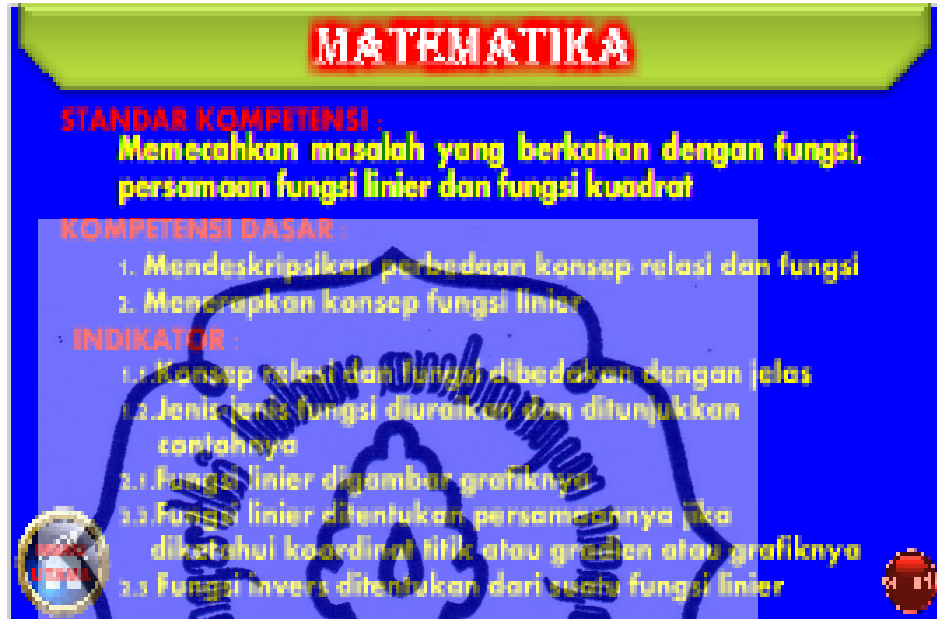 MATEMATIKA
STANDAR KOMPETENSI :
Memecahkan masalah yang berkaitan dengan fungsi,
persamaan fungsi linier dan fungsi kuadrat
KOMPETENSI DASAR :
1. Mendeskripsikan perbedaan konsep relasi dan fungsi
2. Menerapkan konsep fungsi linier
INDIKATOR :
1.1.Konsep relasi dan fungsi dibedakan dengan jelas
1.2.Jenis-jenis fungsi diuraikan dan ditunjukkan
contohnya
2.1.Fungsi linier digambar grafiknya
Fungsi linier ditentukan persamaannya jika
diketahui koordinat titik atau gradien atau grafiknya
2.3 Fungsi invers ditentukan dari suatu fungsi linier